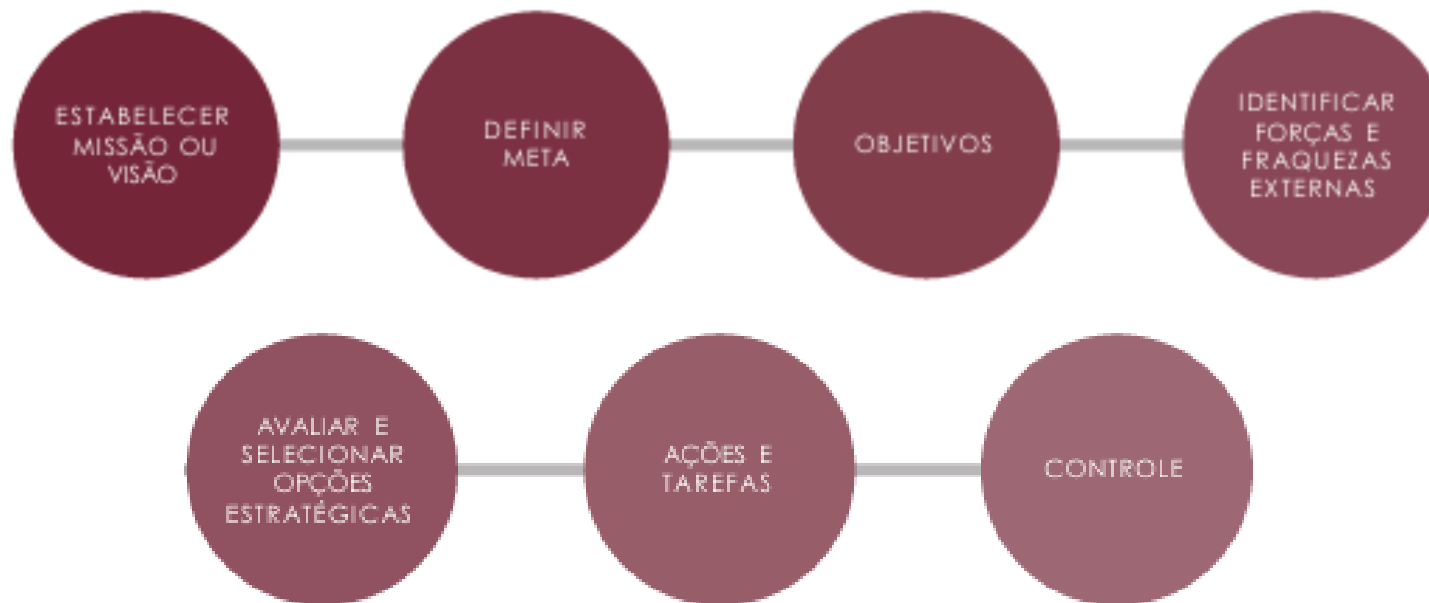 ESTABELECER
MISSÃO OU
VISÃO
DEFINIR
META
OBJETIVOS
IDENTIFICAR
FORÇAS E
FRAQUEZAS
EXTERNAS
AVALIAR E
SELECIONAR
OPÇÕES
ESTRATÉGICAS
AÇÕES E
TAREFAS
CONTROLE